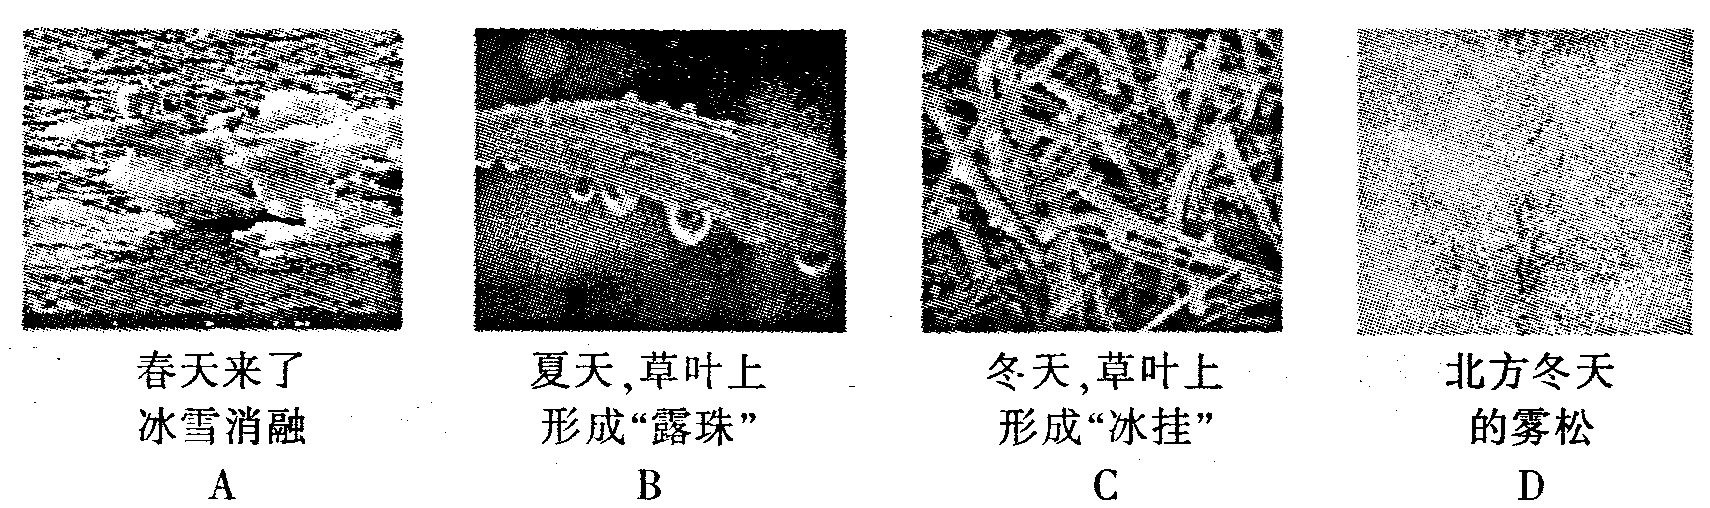 春天来了
冰雪消融
A
夏天,草叶上
形成“露珠”
B
冬天,草叶上
形成“冰挂”
C
北方冬天
的雾松
D